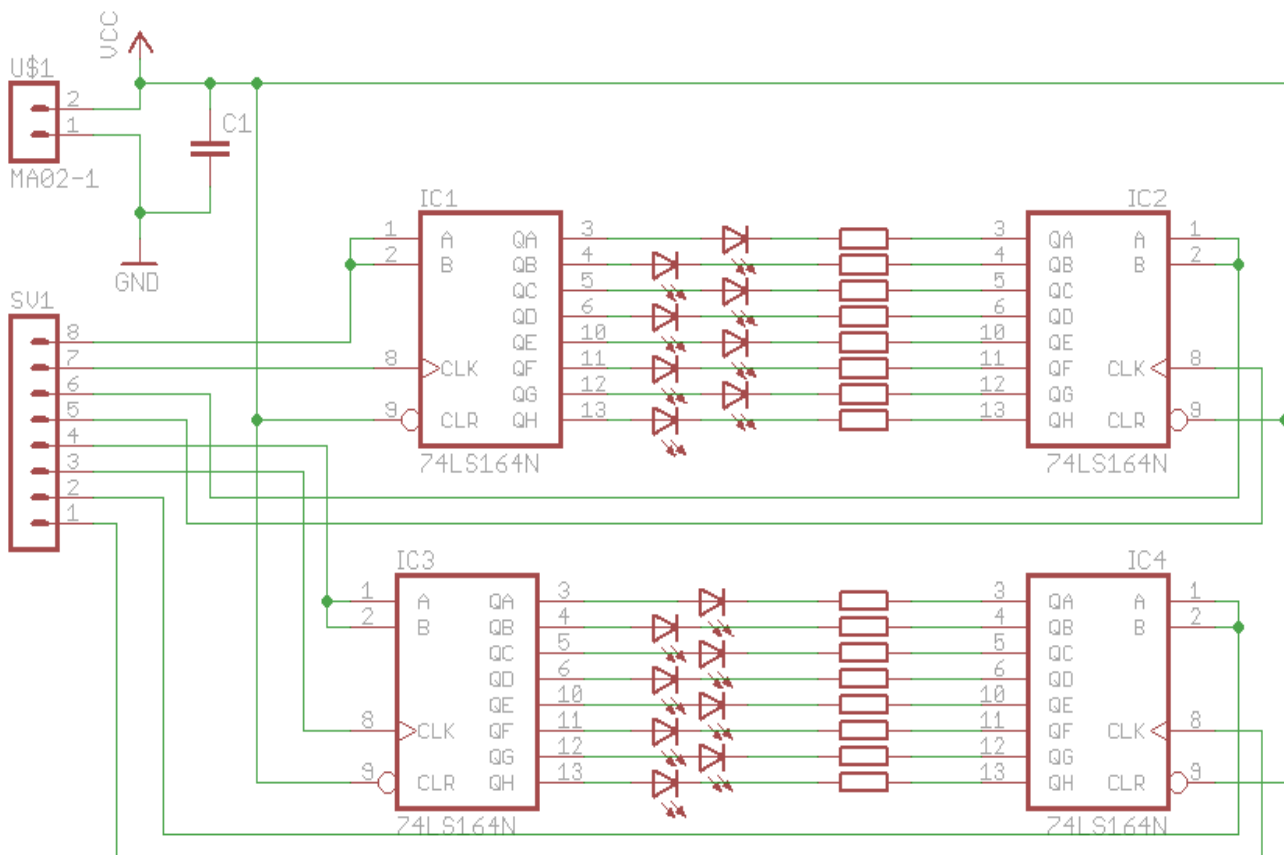 VCC
U$1
2
1
MA02-1
C1
GND
SV1
8
7
6
5
4
3
2
1
IC1
1 A QA 3
2 B QB 4
QC 5
QD 6
QE 10
8 CLK QF 11
QG 12
9 CLR QH 13
74LS164N
IC2
3 QA A 1
4 QB B 2
5 QC
6 QD
10 QE
11 QF CLK 8
12 QG
13 QH CLR 9
74LS164N
IC3
1 A QA 3
2 B QB 4
QC 5
QD 6
QE 10
8 CLK QF 11
QG 12
9 CLR QH 13
74LS164N
IC4
3 QA A 1
4 QB B 2
5 QC
6 QD
10 QE
11 QF CLK 8
12 QG
13 QH CLR 9
74LS164N